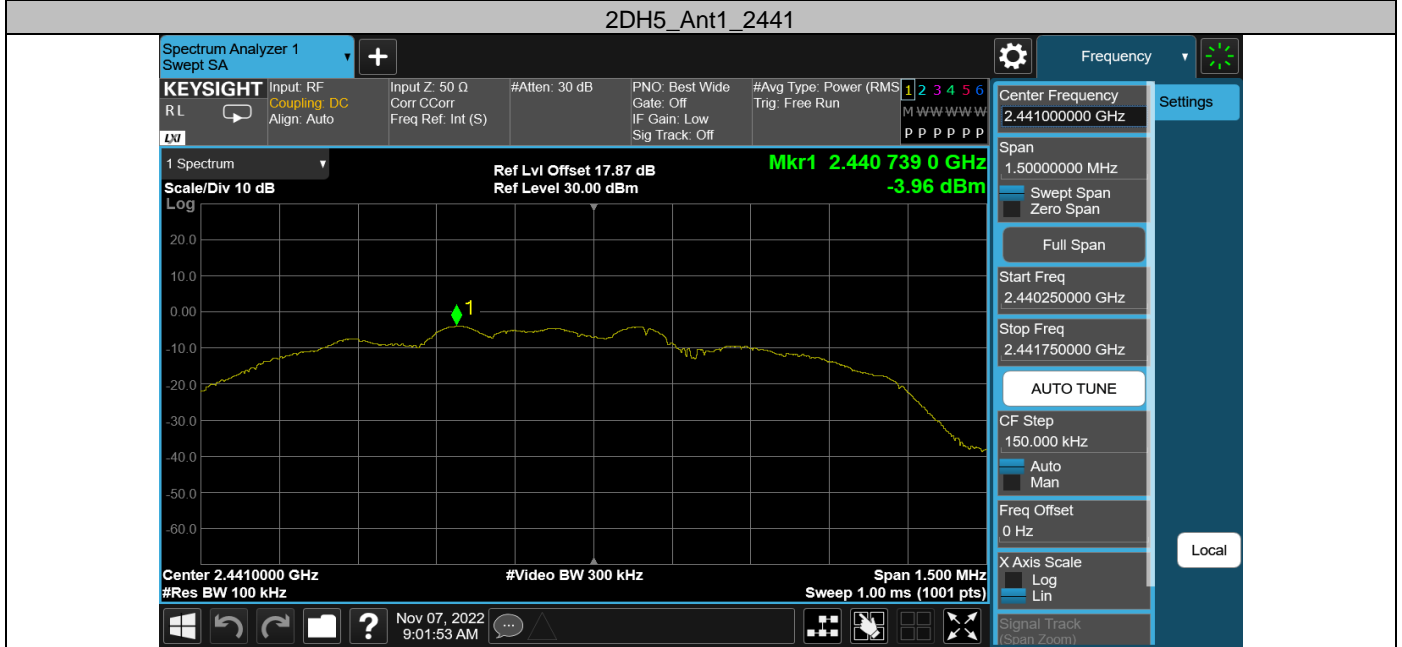 2DH5_Ant1_2441
Spectrum Analyzer 1
Swept SA
+
Frequency
KEYSIGHT
R L
LXI
Input: RF
Coupling: DC
Align: Auto
Input Z: 50 Ω
Corr CCorr
Freq Ref: Int (S)
#Atten: 30 dB
PNO: Best Wide
Gate: Off
IF Gain: Low
Sig Track: Off
#Avg Type: Power (RMS
Trig: Free Run
1 2 3 4 5 6
M W W W W W
P P P P P P
1 Spectrum
Scale/Div 10 dB
Log
Ref Lvl Offset 17.87 dB
Ref Level 30.00 dBm
Mkr1 2.440 739 0 GHz
-3.96 dBm
20.0
10.0
0.00
-10.0
-20.0
-30.0
-40.0
-50.0
-60.0
1
Center 2.4410000 GHz
#Res BW 100 kHz
#Video BW 300 kHz
Span 1.500 MHz
Sweep 1.00 ms (1001 pts)
Center Frequency
2.441000000 GHz
Settings
Span
1.50000000 MHz
Swept Span
Zero Span
Full Span
Start Freq
2.440250000 GHz
Stop Freq
2.441750000 GHz
AUTO TUNE
CF Step
150.000 kHz
Auto
Man
Freq Offset
0 Hz
X Axis Scale
Log
Lin
Signal Track
(Span Zoom)
Local
?
Nov 07, 2022
9:01:53 AM